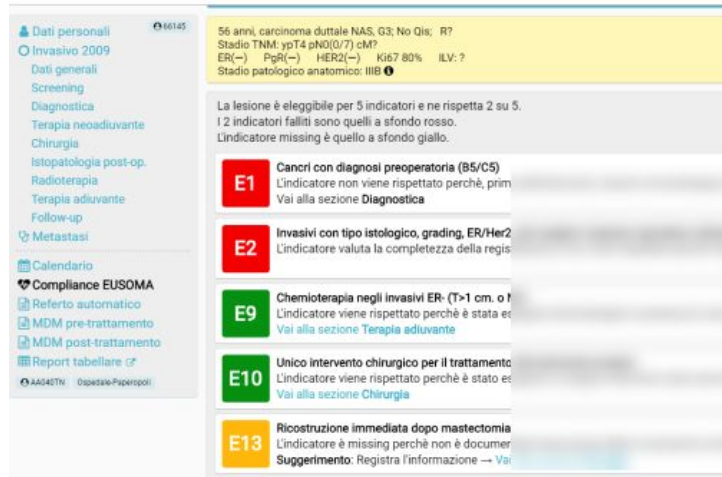 Dati personali
66145
Invasivo 2009
Dati generali
Screening
Diagnostica
Terapia neoadiuvante
Chirurgia
Istopatologia post-op.
Radioterapia
Terapia adiuvante
Follow-up
Metastasi
Calendario
Compliance EUSOMA
Referto automatico
MDM pre-trattamento
MDM post-trattamento
Report tabellare
AAG40TN Ospedale-Paperopoli
56 anni, carcinoma duttale NAS, G3; No Qis; R?
Stadio TNM: ypT4 pN0(0/7) cM?
ER(−) PgR(−) HER2(−) Ki67 80% ILV: ?
Stadio patologico anatomico: IIIB
La lesione è eleggibile per 5 indicatori e ne rispetta 2 su 5.
I 2 indicatori falliti sono quelli a sfondo rosso.
L'indicatore missing è quello a sfondo giallo.
E1
Cancri con diagnosi preoperatoria (B5/C5)
L'indicatore non viene rispettato perchè, prim
Vai alla sezione Diagnostica
E2
Invasivi con tipo istologico, grading, ER/Her2
L'indicatore valuta la completezza della regis
E9
Chemioterapia negli invasivi ER- (T>1 cm. o
L'indicatore viene rispettato perchè è stata es
Vai alla sezione Terapia adiuvante
E10
Unico intervento chirurgico per il trattamento
L'indicatore viene rispettato perchè è stato es
Vai alla sezione Chirurgia
E13
Ricostruzione immediata dopo mastectomia
L'indicatore è missing perchè non è documen
Suggerimento: Registra l'informazione → Vai